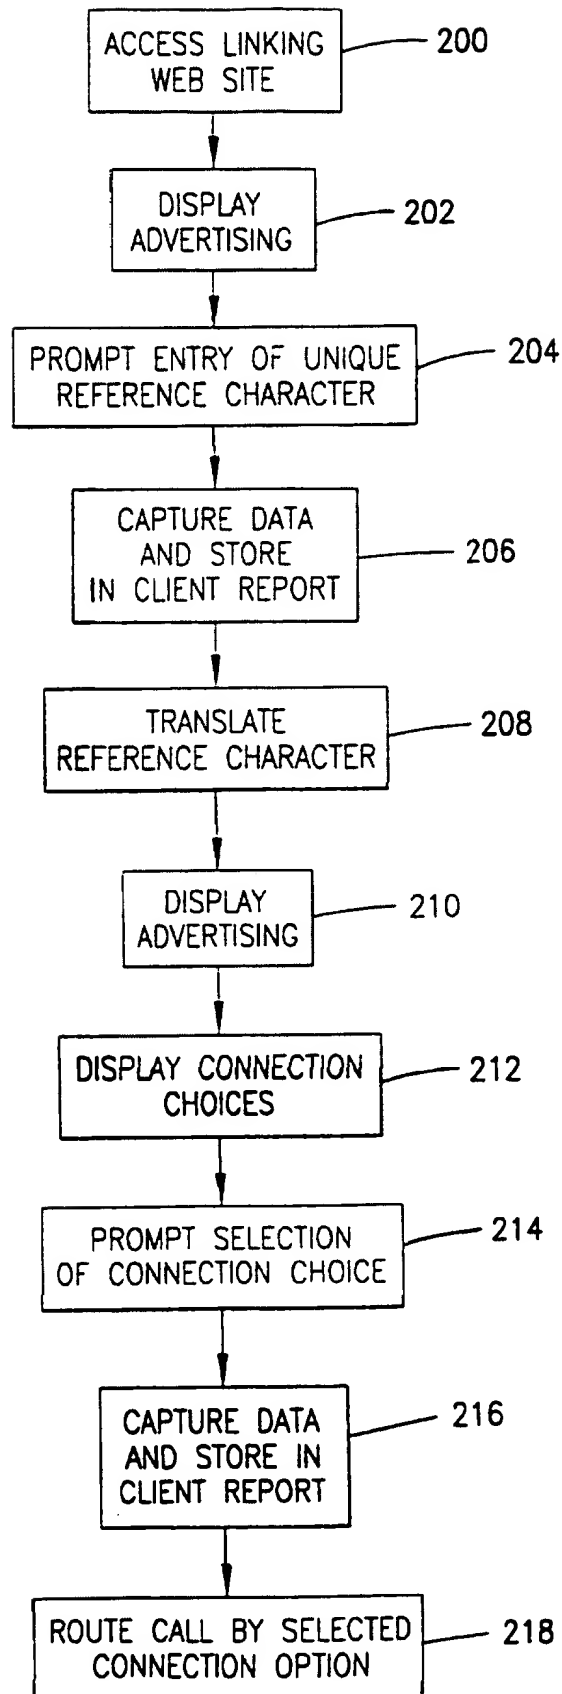 ACCESS LINKING
WEB SITE
200
DISPLAY
ADVERTISING
202
PROMPT ENTRY OF UNIQUE
REFERENCE CHARACTER
204
CAPTURE DATA
AND STORE
IN CLIENT REPORT
206
TRANSLATE
REFERENCE CHARACTER
208
DISPLAY
ADVERTISING
210
DISPLAY CONNECTION
CHOICES
212
PROMPT SELECTION
OF CONNECTION CHOICE
214
CAPTURE DATA
AND STORE IN
CLIENT REPORT
216
ROUTE CALL BY SELECTED
CONNECTION OPTION
218